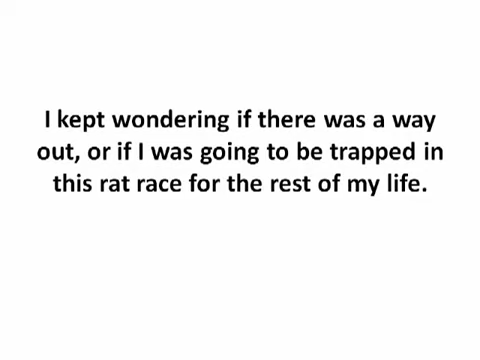 I kept wondering if there was a way
out, or if I was going to be trapped in
this rat race for the rest of my life.